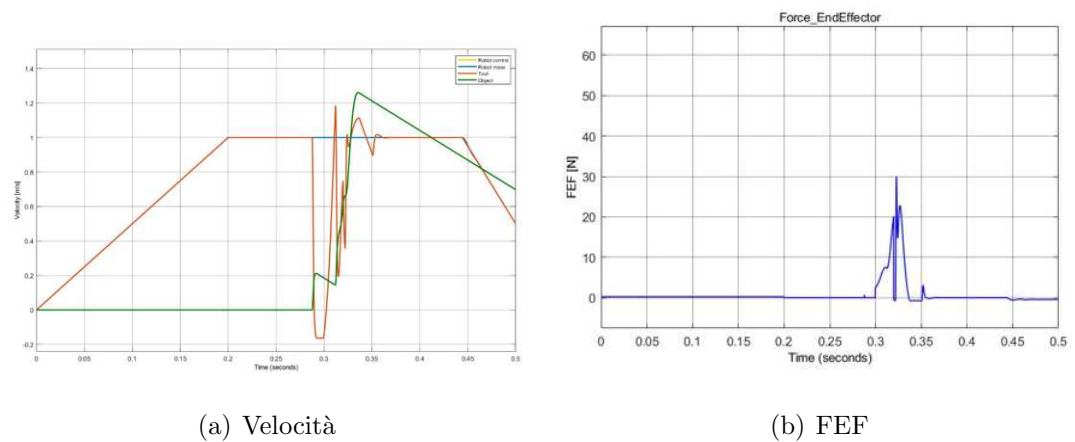 Robot control
Robot mass
Tool
Object
1.4
1.2
1
0.8
0.6
0.4
0.2
0
-0.2
Velocity [m/s]
0 0.05 0.1 0.15 0.2 0.25 0.3 0.35 0.4 0.45 0.5
Time (seconds)
(a) Velocità
Force_EndEffector
60
50
40
30
20
10
0
FEF [N]
0 0.05 0.1 0.15 0.2 0.25 0.3 0.35 0.4 0.45 0.5
Time (seconds)
(b) FEF